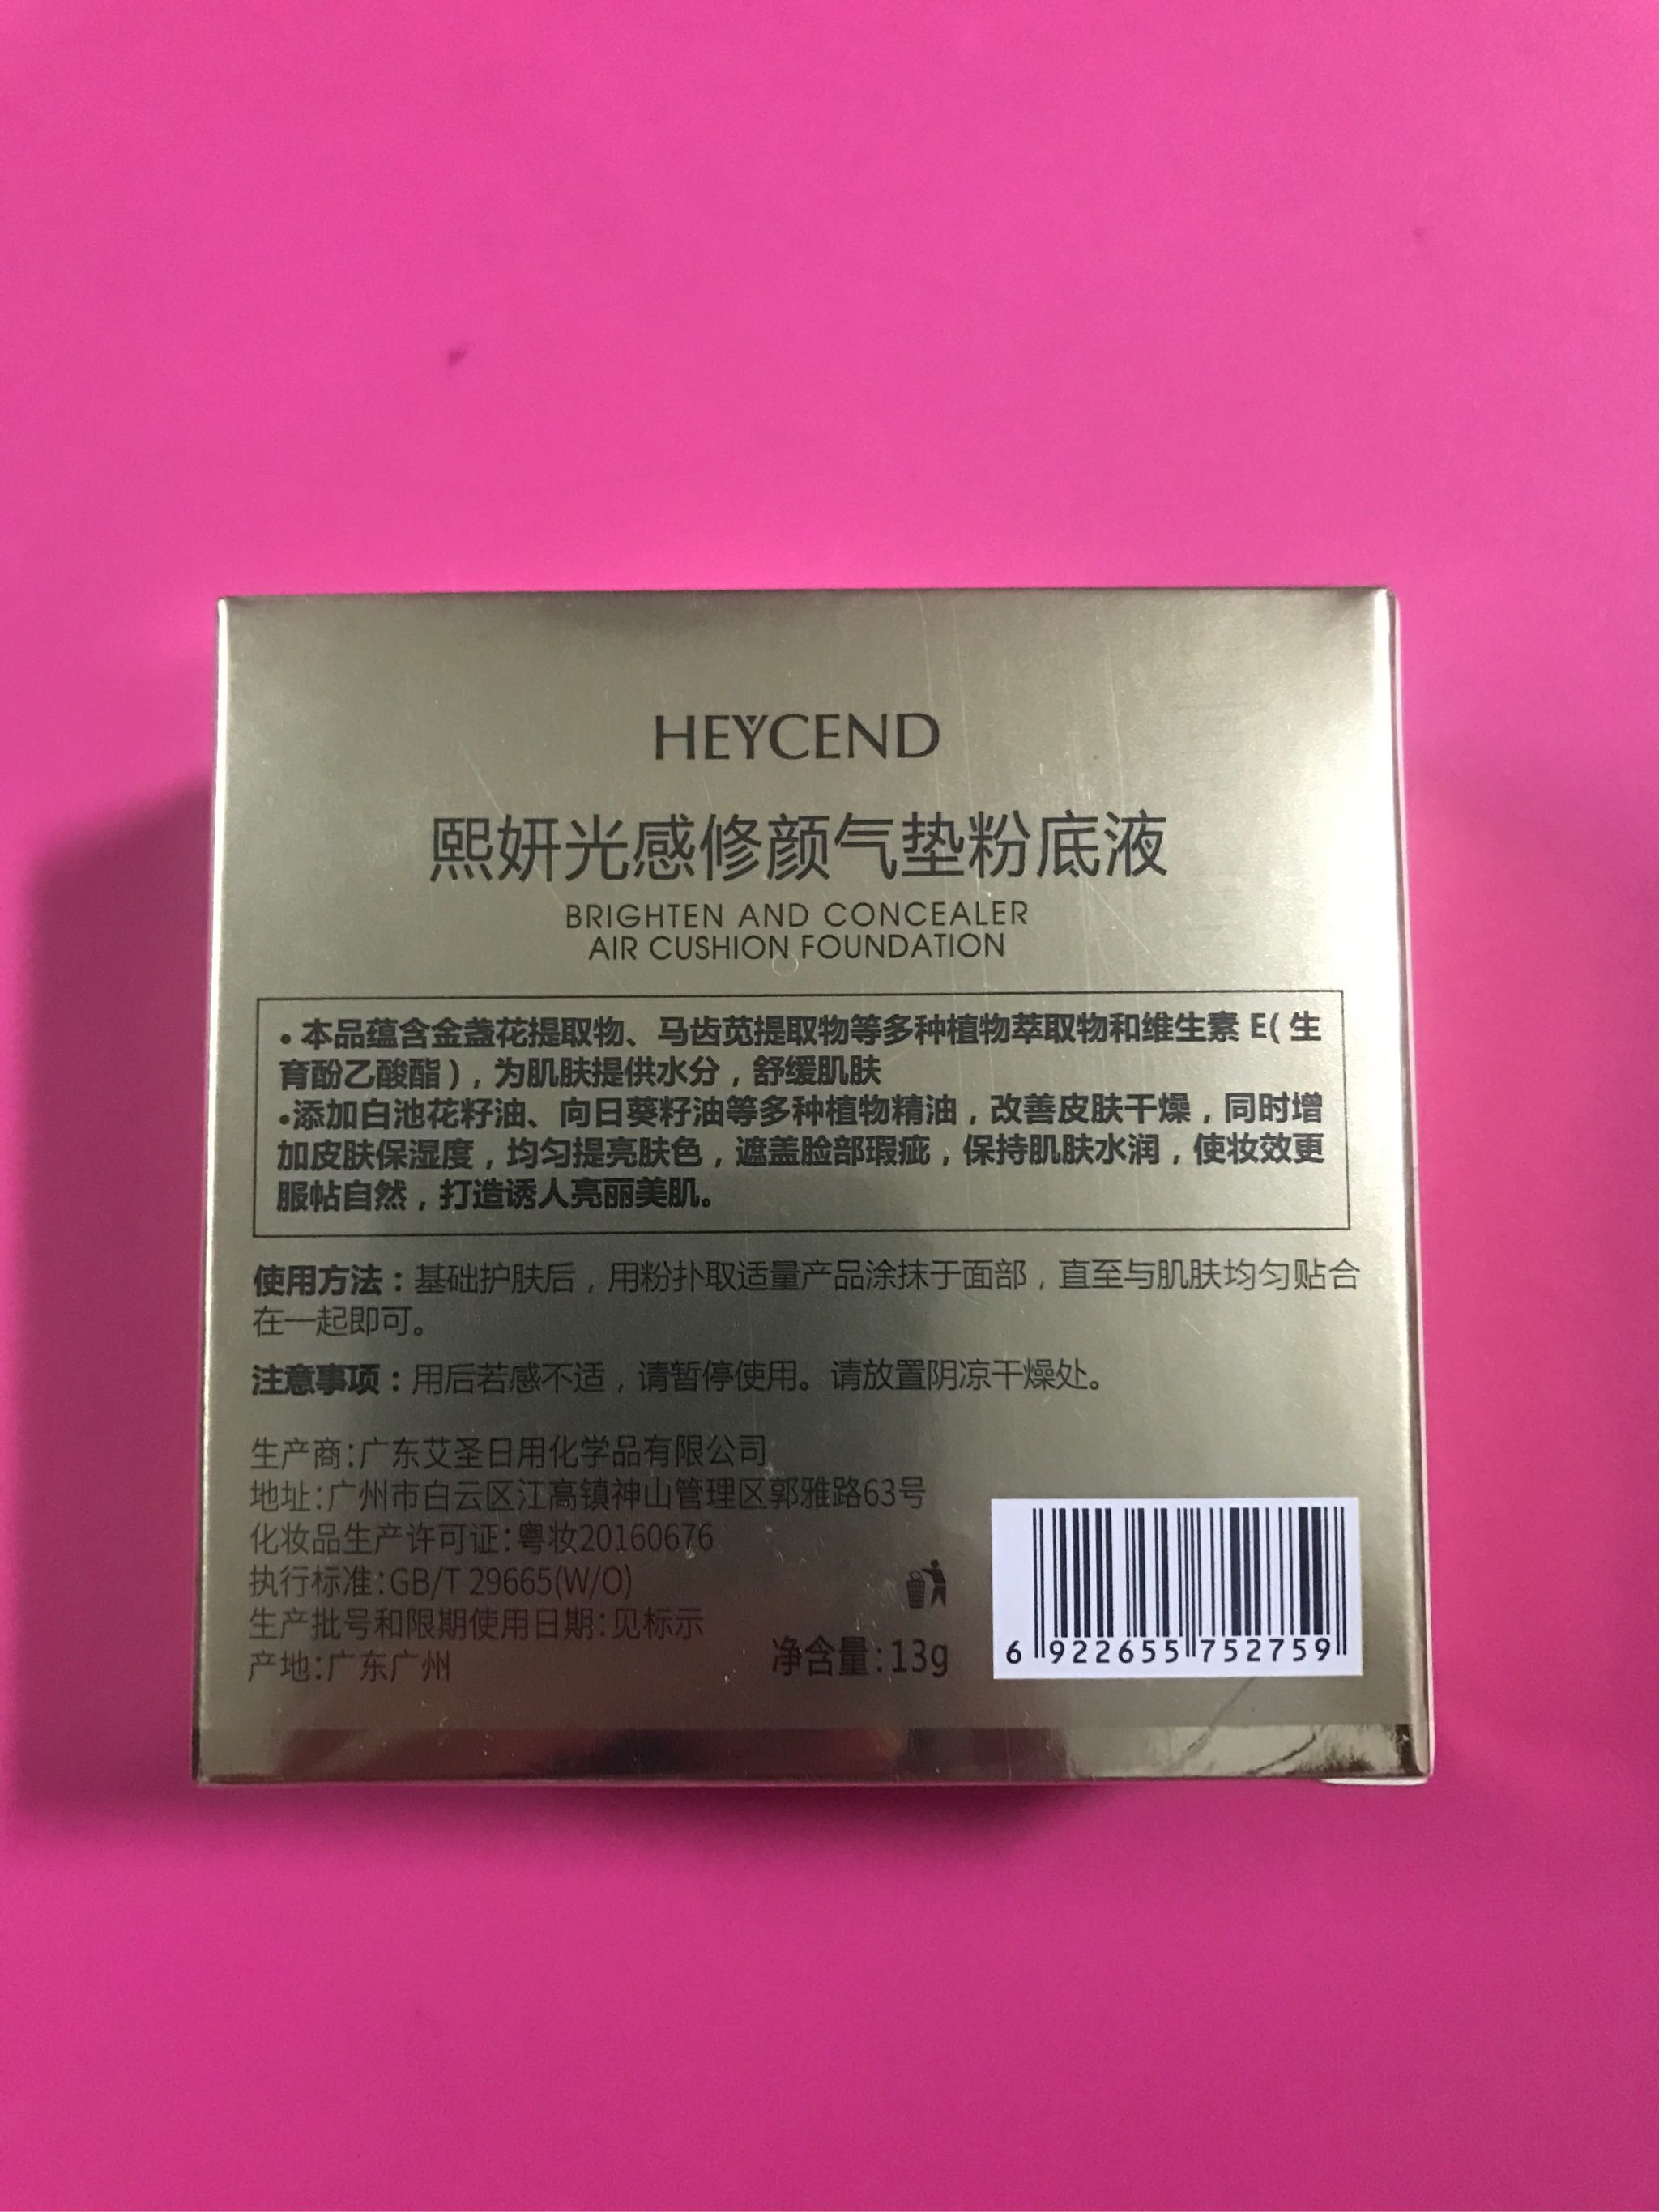 HEYCEND
熙妍光感修颜气垫粉底液
BRIGHTEN AND CONCEALER
AIR CUSHION FOUNDATION
• 本品蕴含金盏花提取物、马齿苋提取物等多种植物萃取物和维生素 E( 生
育酚乙酸酯 )，为肌肤提供水分，舒缓肌肤
•添加白池花籽油、向日葵籽油等多种植物精油，改善皮肤干燥，同时增
加皮肤保湿度，均匀提亮肤色，遮盖脸部瑕疵，保持肌肤水润，使妆效更
服帖自然，打造诱人亮丽美肌。
使用方法：基础护肤后，用粉扑取适量产品涂抹于面部，直至与肌肤均匀贴合
在一起即可。
注意事项：用后若感不适，请暂停使用。请放置阴凉干燥处。
生产商:广东艾圣日用化学品有限公司
地址:广州市白云区江高镇神山管理区郭雅路63号
化妆品生产许可证:粤妆20160676
执行标准:GB/T 29665(W/O)
生产批号和限期使用日期:见标示
产地:广东广州
净含量:13g
6 922655 752759